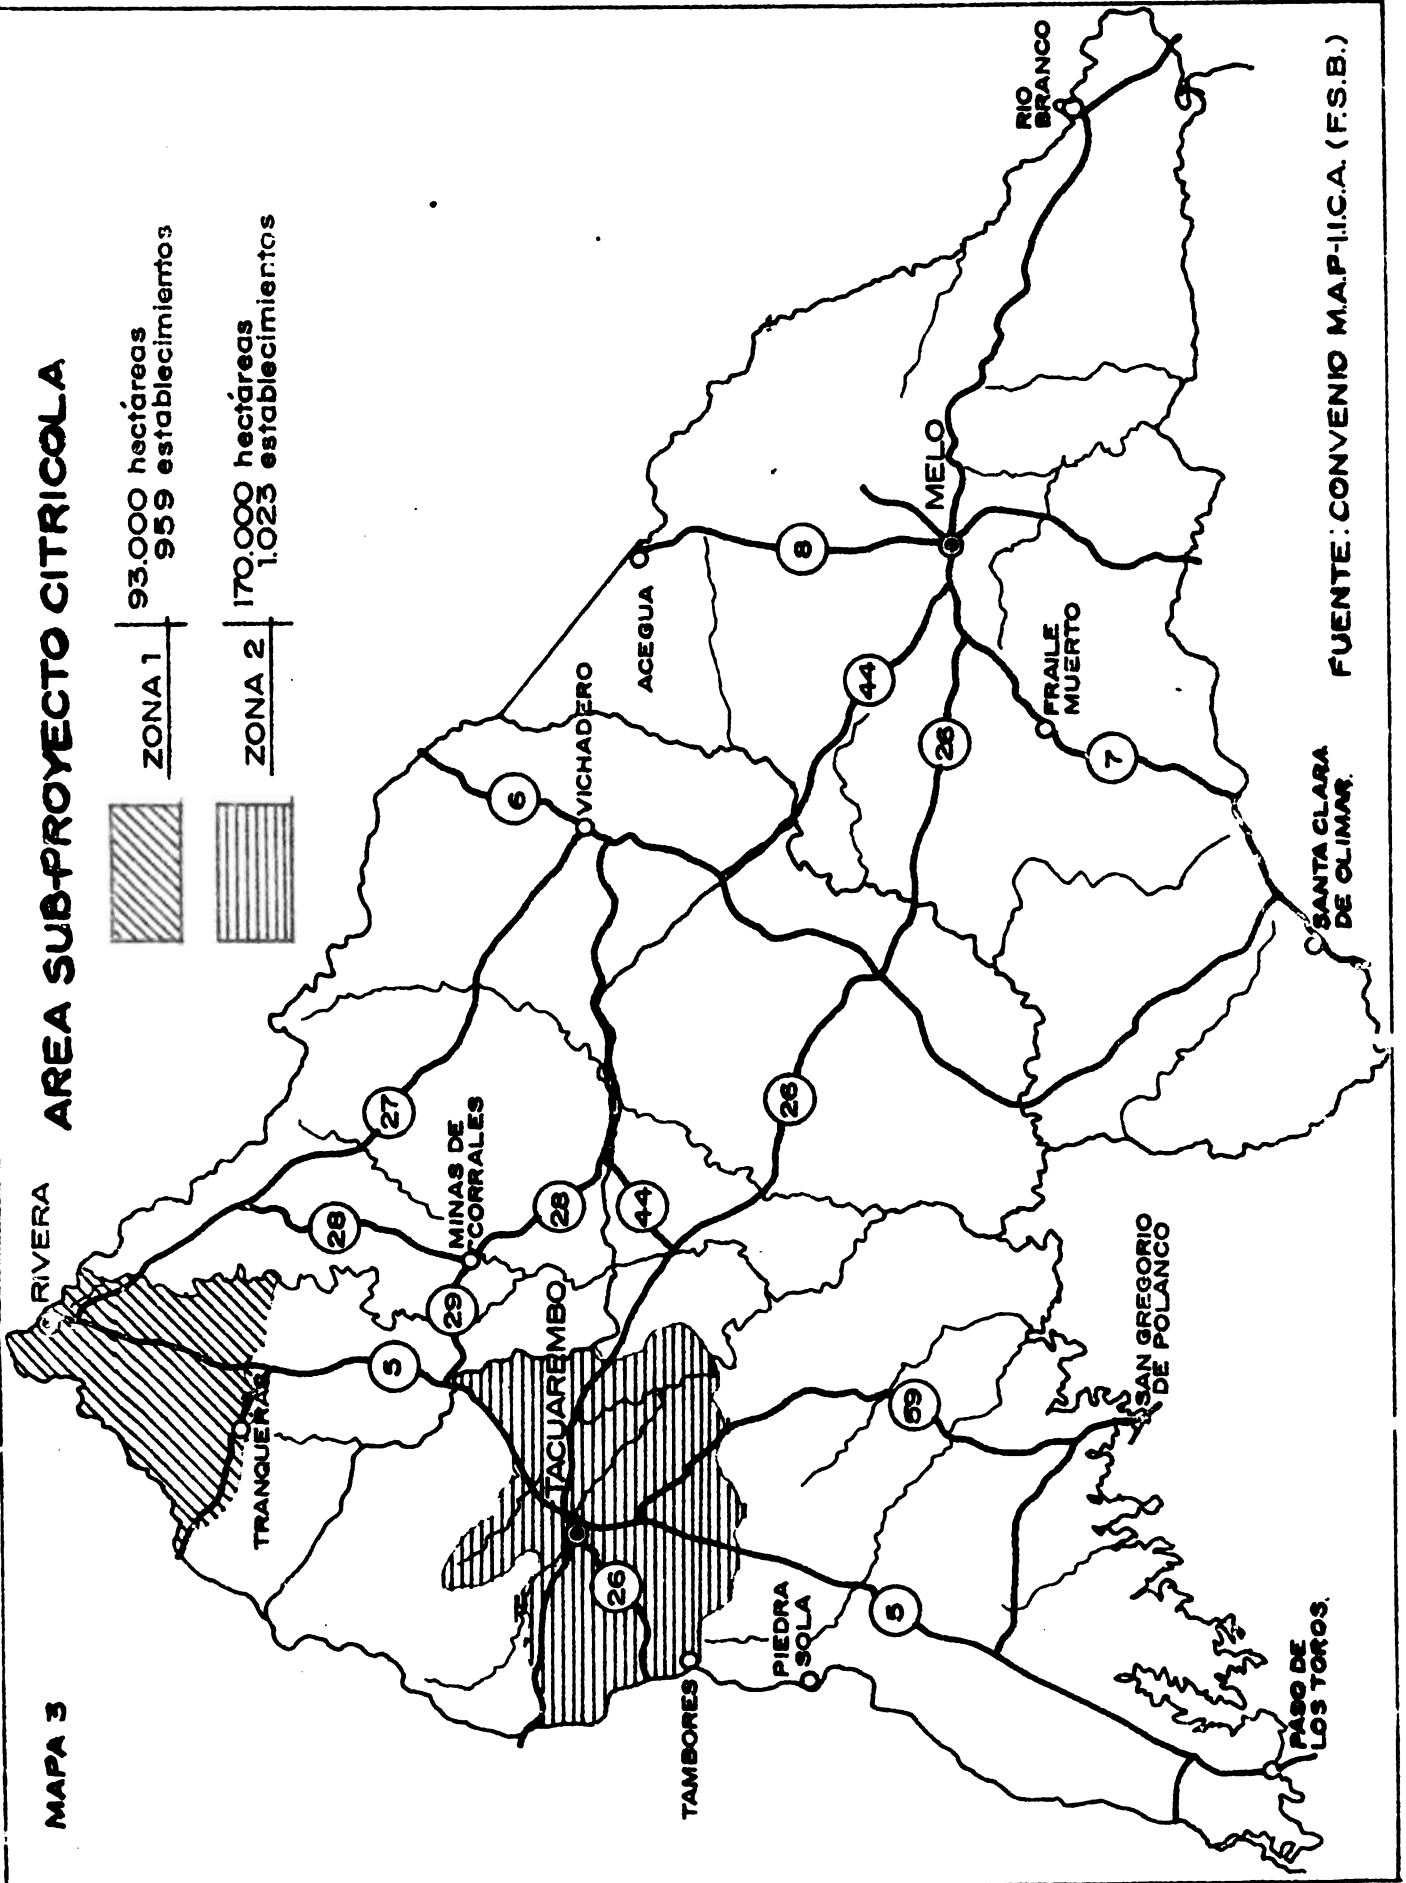 MAPA 3
AREA SUB-PROYECTO CITRICOLA
ZONA 1
93.000 hectáreas
959 establecimientos
ZONA 2
170.000 hectáreas
1.023 establecimientos
RIVERA
TRANQUERAS
27
28
5
29
MINAS DE
CORRALES
28
44
TACUAREMBO
26
TAMBORES
PIEDRA
SOLA
5
59
SAN GREGORIO
DE POLANCO
PASO DE
LOS TOROS.
26
6
VICHADERO
ACEGUA
8
44
26
MELO
FRAILE
MUERTO
7
SANTA CLARA
DE OLIMAR.
RIO
BRANCO
FUENTE: CONVENIO M.A.P-I.I.C.A. (F.S.B.)